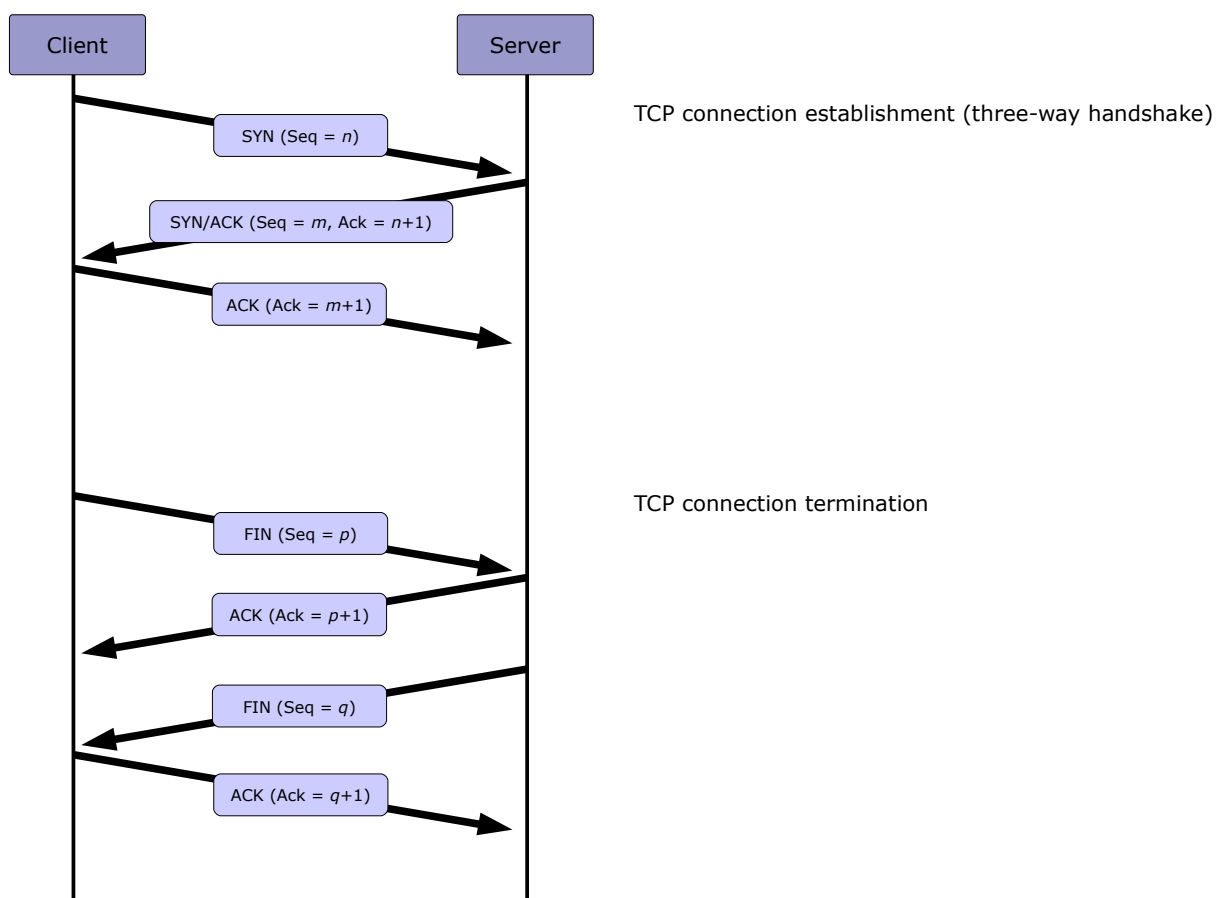 Client
Server
TCP connection establishment (three-way handshake)
SYN (Seq = n)
SYN/ACK (Seq = m, Ack = n+1)
ACK (Ack = m+1)
TCP connection termination
FIN (Seq = p)
ACK (Ack = p+1)
FIN (Seq = q)
ACK (Ack = q+1)